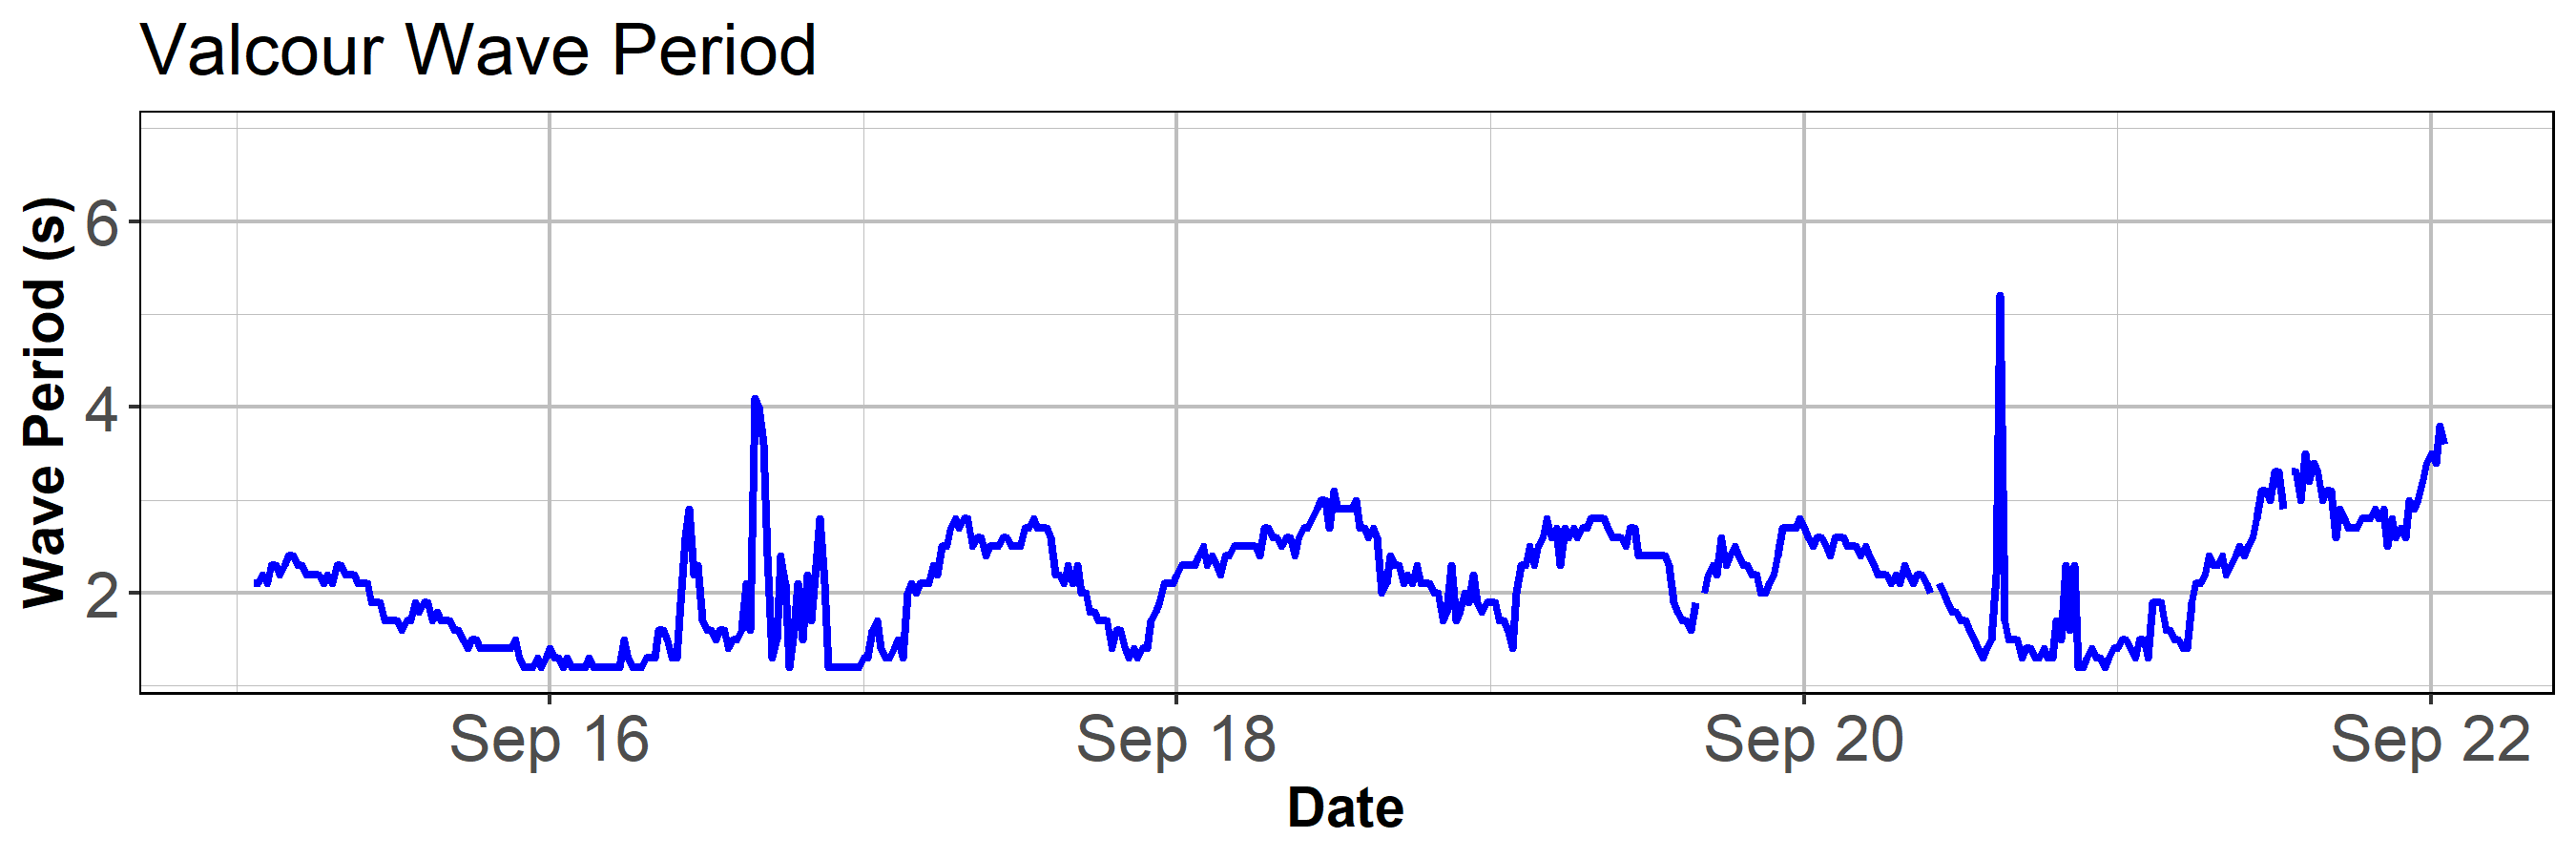 Valcour Wave Period
Wave Period (s)
6
4
2
Sep 16 Sep 18 Sep 20 Sep 22
Date